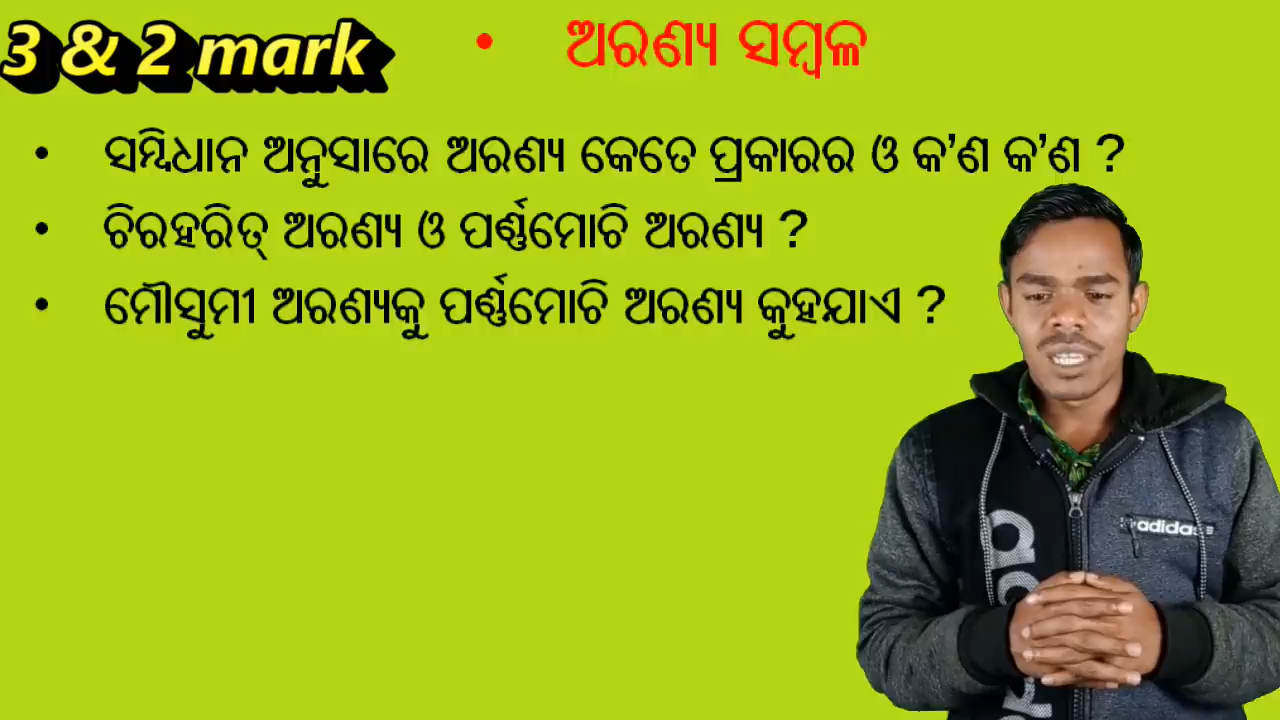 3 & 2 mark
• ଅରଣ୍ୟ ସମ୍ବଳ
• ସମ୍ବିଧାନ ଅନୁସାରେ ଅରଣ୍ୟ କେତେ ପ୍ରକାରର ଓ କ’ଣ କ’ଣ ?
• ଚିରହରିତ୍ ଅରଣ୍ୟ ଓ ପର୍ଣ୍ଣମୋଚି ଅରଣ୍ୟ ?
• ମୌସୁମୀ ଅରଣ୍ୟକୁ ପର୍ଣ୍ଣମୋଚି ଅରଣ୍ୟ କୁହଯାଏ ?
adidas